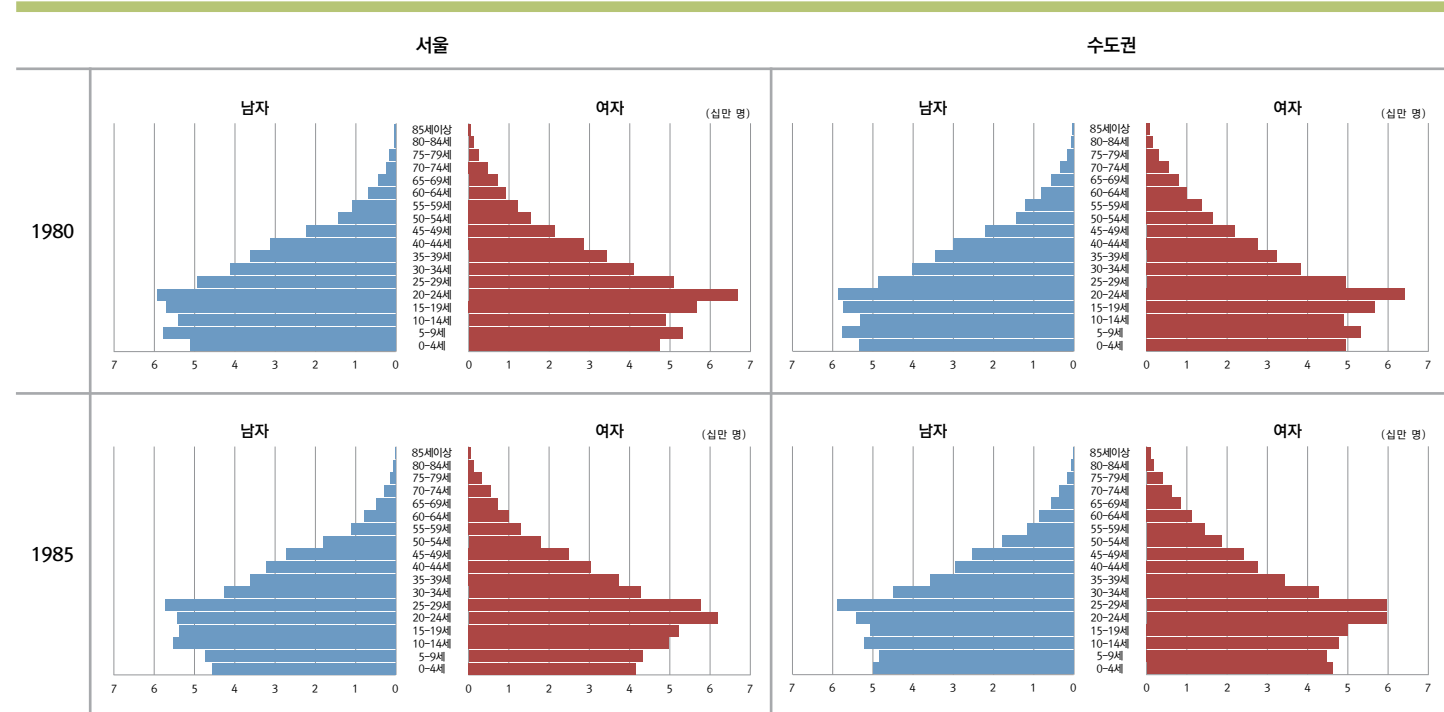 서울 수도권
1980
남자 여자 (십만 명)
85세이상
80-84세
75-79세
70-74세
65-69세
60-64세
55-59세
50-54세
45-49세
40-44세
35-39세
30-34세
25-29세
20-24세
15-19세
10-14세
5-9세
0-4세
7 6 5 4 3 2 1 0 0 1 2 3 4 5 6 7
남자 여자 (십만 명)
85세이상
80-84세
75-79세
70-74세
65-69세
60-64세
55-59세
50-54세
45-49세
40-44세
35-39세
30-34세
25-29세
20-24세
15-19세
10-14세
5-9세
0-4세
7 6 5 4 3 2 1 0 0 1 2 3 4 5 6 7
1985
남자 여자 (십만 명)
85세이상
80-84세
75-79세
70-74세
65-69세
60-64세
55-59세
50-54세
45-49세
40-44세
35-39세
30-34세
25-29세
20-24세
15-19세
10-14세
5-9세
0-4세
7 6 5 4 3 2 1 0 0 1 2 3 4 5 6 7
남자 여자 (십만 명)
85세이상
80-84세
75-79세
70-74세
65-69세
60-64세
55-59세
50-54세
45-49세
40-44세
35-39세
30-34세
25-29세
20-24세
15-19세
10-14세
5-9세
0-4세
7 6 5 4 3 2 1 0 0 1 2 3 4 5 6 7